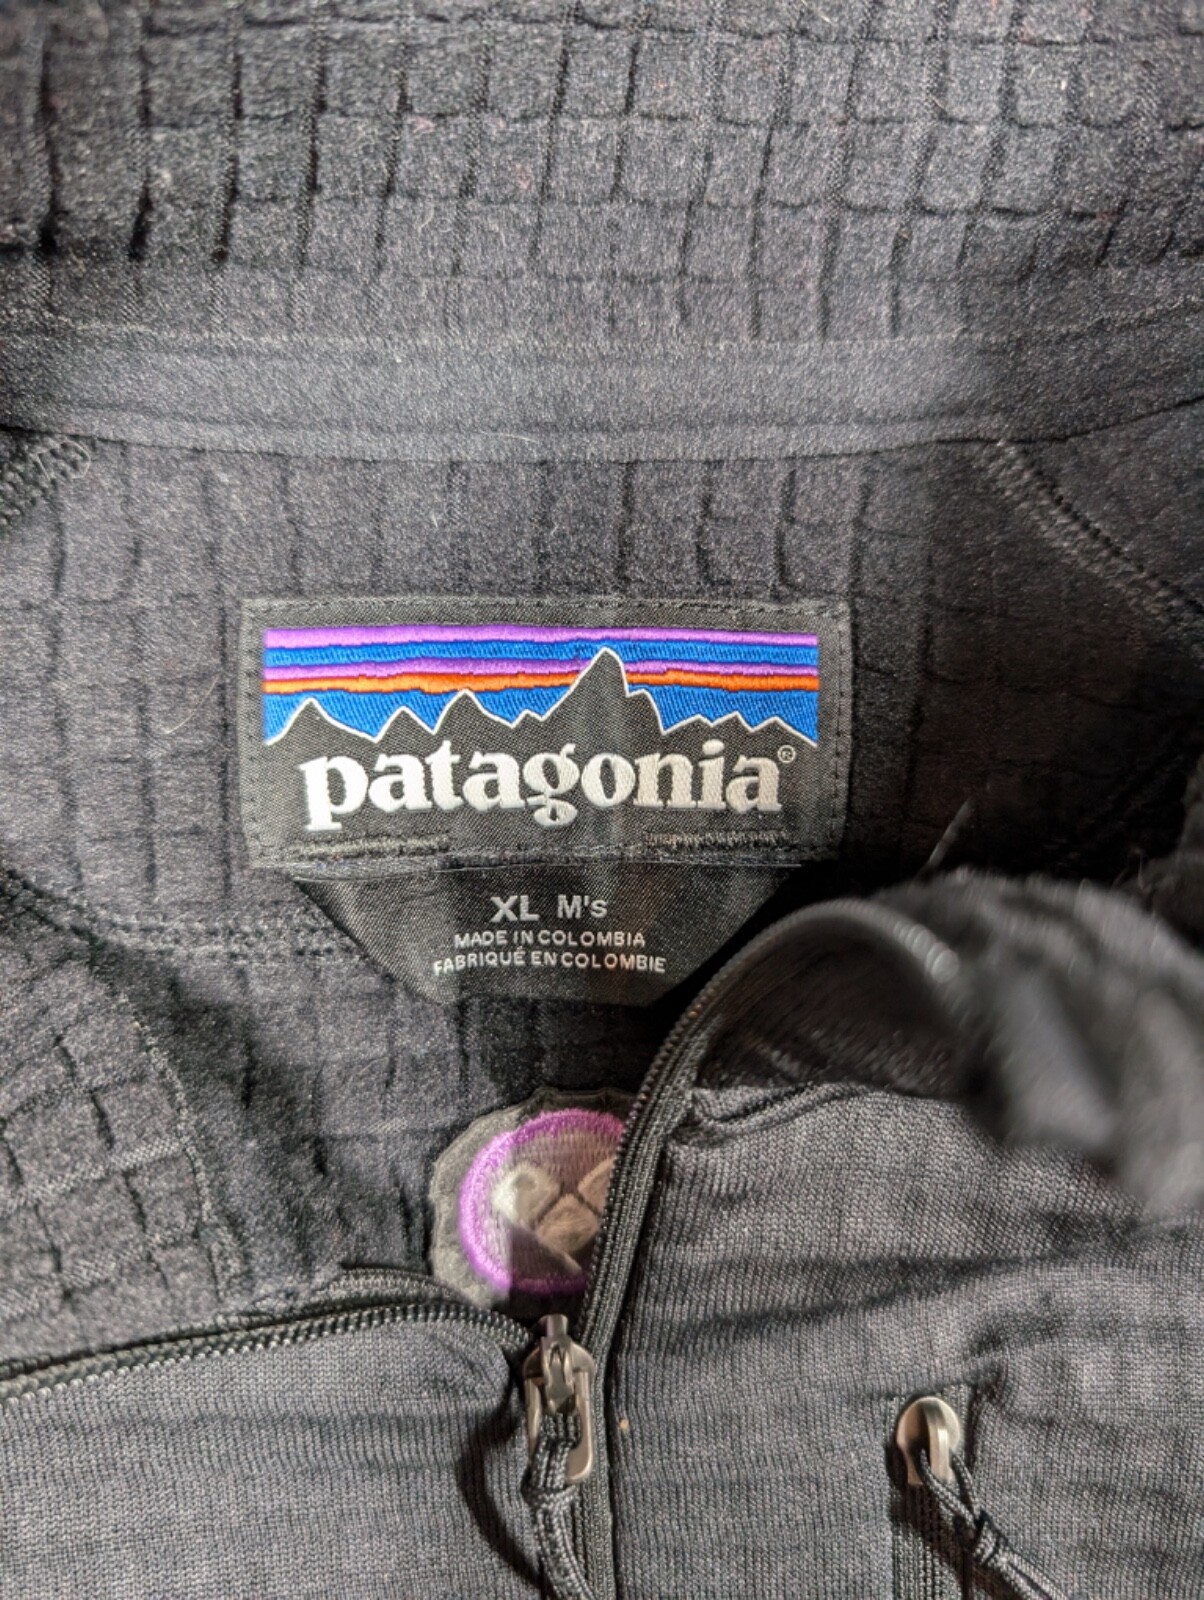 patagonia®
XL M's
MADE IN COLOMBIA
FABRIQUÉ EN COLOMBIE